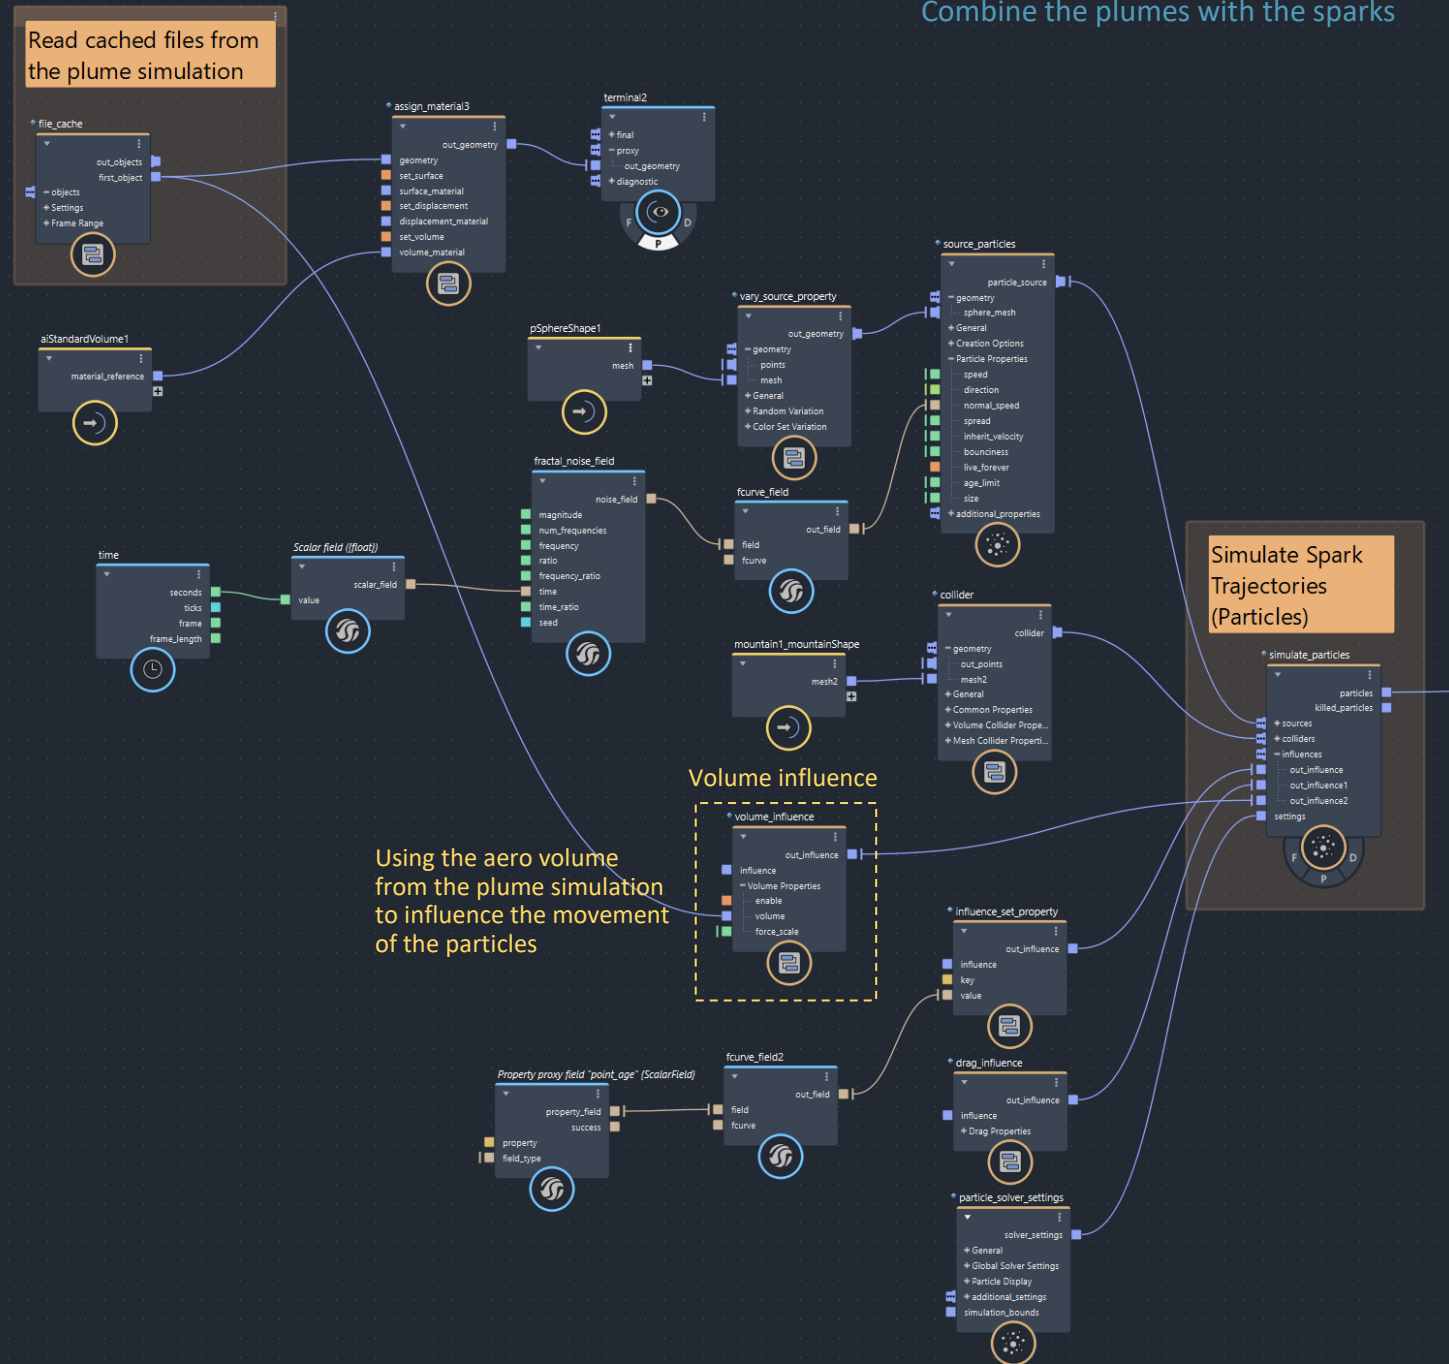 Combine the plumes with the sparks
Read cached files from
the plume simulation
file_cache
out_objects
first_object
objects
Settings
Frame Range
assign_material3
out_geometry
geometry
set_surface
surface_material
set_displacement
displacement_material
set_volume
volume_material
terminal2
final
proxy
out_geometry
diagnostic
F
P
D
aiStandardVolume1
material_reference
pSphereShape1
mesh
vary_source_property
out_geometry
geometry
points
mesh
General
Random Variation
Color Set Variation
source_particles
particle_source
geometry
sphere_mesh
General
Creation Options
Particle Properties
speed
direction
normal_speed
spread
inherit_velocity
bounciness
live_forever
age_limit
size
additional_properties
time
seconds
ticks
frame
frame_length
Scalar field ({float})
scalar_field
value
fractal_noise_field
noise_field
magnitude
num_frequencies
frequency
ratio
frequency_ratio
time
time_ratio
seed
fcurve_field
out_field
field
fcurve
mountain1_mountainShape
mesh2
collider
collider
geometry
out_points
mesh2
General
Common Properties
Volume Collider Prope...
Mesh Collider Properti...
Simulate Spark
Trajectories
(Particles)
simulate_particles
particles
killed_particles
sources
colliders
influences
out_influence
out_influence1
out_influence2
settings
F
P
D
Volume influence
volume_influence
out_influence
influence
Volume Properties
enable
volume
force_scale
Using the aero volume
from the plume simulation
to influence the movement
of the particles
influence_set_property
out_influence
influence
key
value
Property proxy field "point_age" {ScalarField}
property_field
success
property
field_type
fcurve_field2
out_field
field
fcurve
drag_influence
out_influence
influence
Drag Properties
particle_solver_settings
solver_settings
General
Global Solver Settings
Particle Display
additional_settings
simulation_bounds